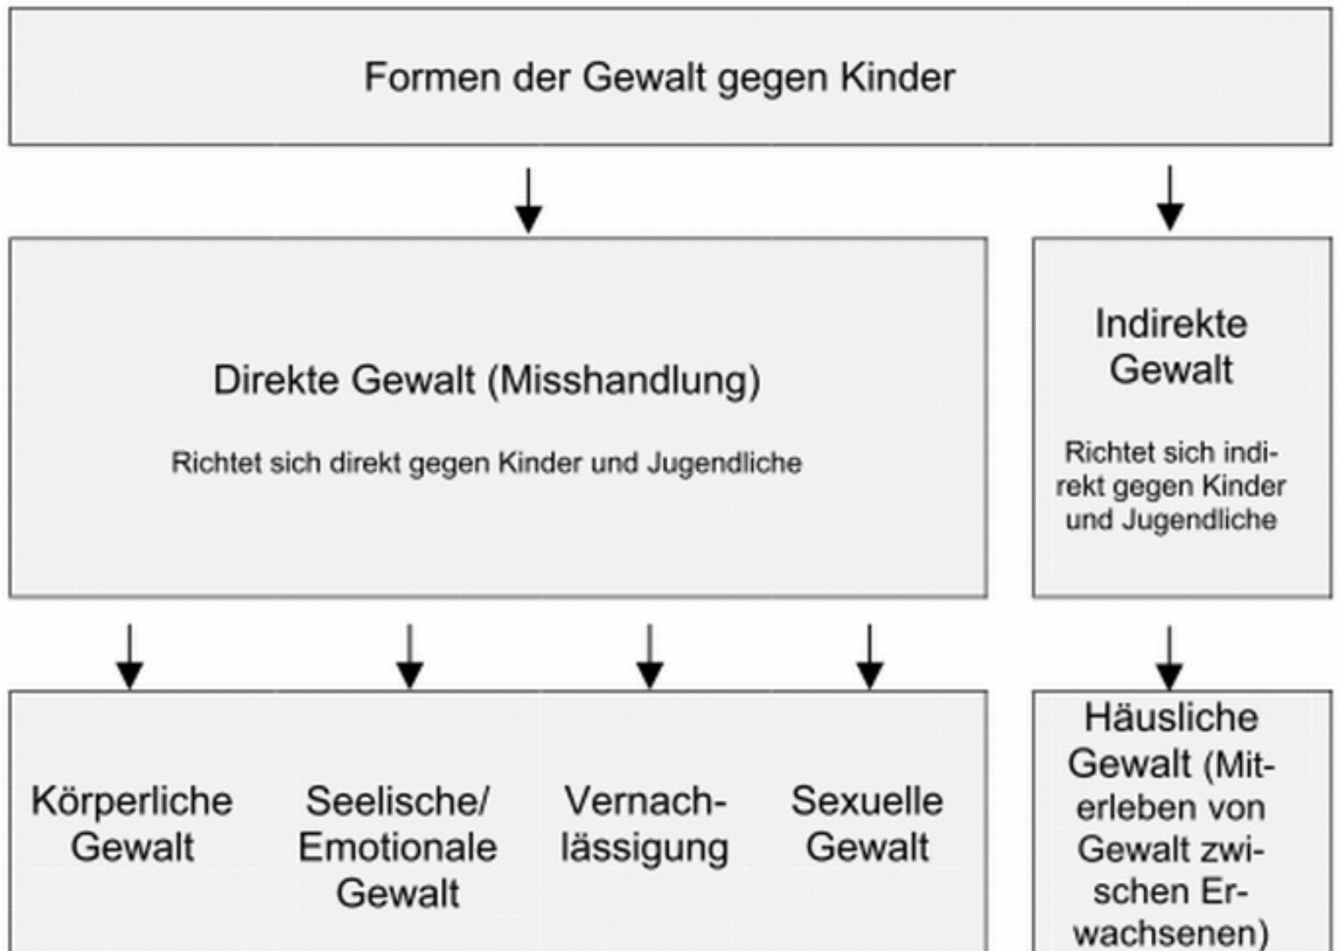 Formen der Gewalt gegen Kinder
Direkte Gewalt (Misshandlung)
Richtet sich direkt gegen Kinder und Jugendliche
Indirekte
Gewalt
Richtet sich indi-
rekt gegen Kinder
und Jugendliche
Körperliche
Gewalt
Seelische/
Emotionale
Gewalt
Vernach-
lässigung
Sexuelle
Gewalt
Häusliche
Gewalt (Mit-
erleben von
Gewalt zwi-
schen Er-
wachsenen)